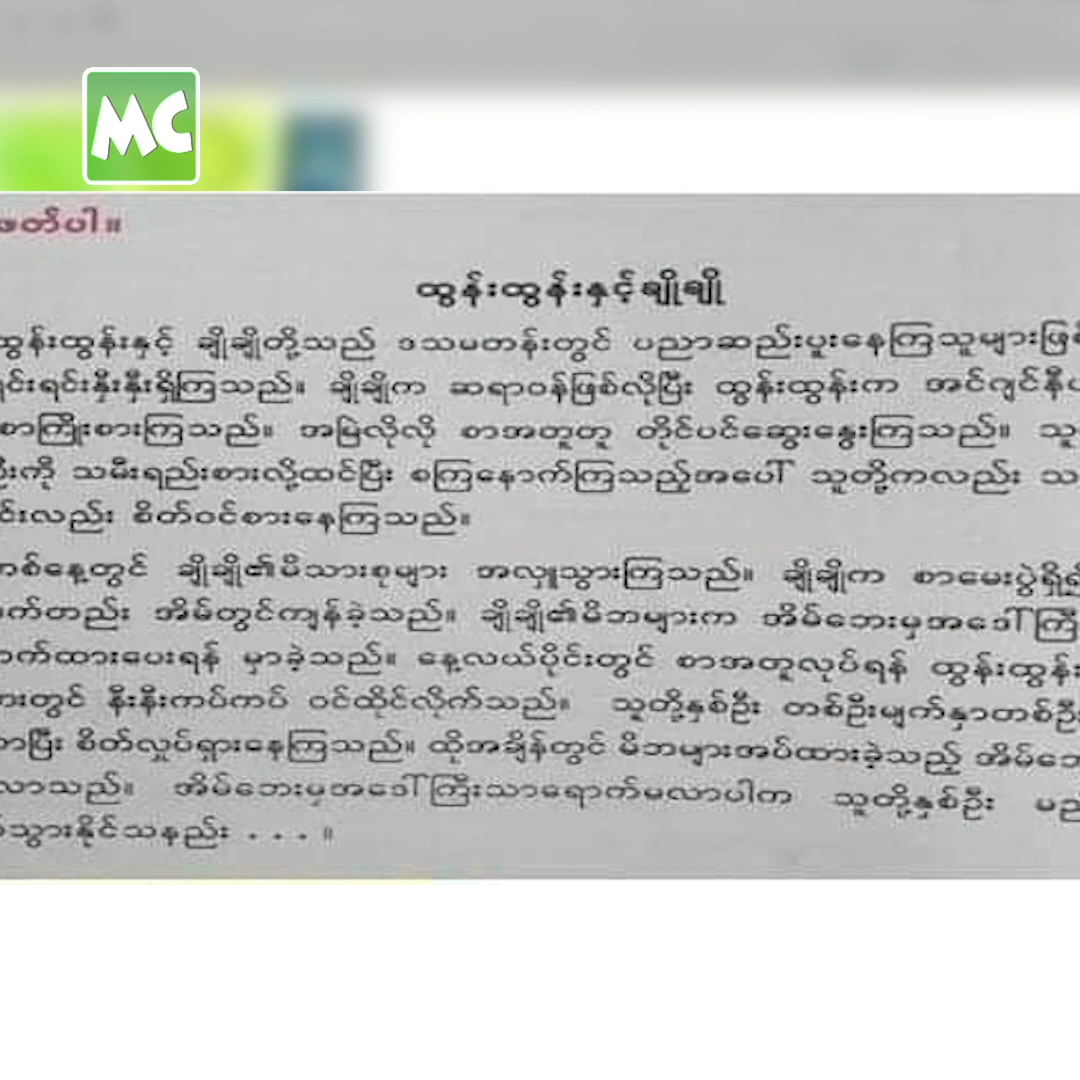 MC
ဖတ်ပါ။
ထွန်းထွန်းနှင့်ချိုချို
ထွန်းထွန်းနှင့် ချိုချိုတို့သည် ဒသမတန်းတွင် ပညာဆည်းပူးနေကြသူများဖြစ်
ရင်းရင်းနှီးနှီးရှိကြသည်။ ချိုချိုက ဆရာဝန်ဖြစ်လိုပြီး ထွန်းထွန်းက အင်ဂျင်နီယ
စာကြိုးစားကြသည်။ အမြဲလိုလို စာအတူတူ တိုင်ပင်ဆွေးနွေးကြသည်။ သူ
ဦးကို သမီးရည်းစားလို့ထင်ပြီး စကြနောက်ကြသည့်အပေါ် သူတို့ကလည်း သ
င်းလည်း စိတ်ဝင်စားနေကြသည်။
တစ်နေ့တွင် ချိုချို၏မိသားစုများ အလှူသွားကြသည်။ ချိုချိုက စာမေးပွဲရှိ
ောက်တည်း အိမ်တွင်ကျန်ခဲ့သည်။ ချိုချို၏မိဘများက အိမ်ဘေးမှအဒေါ်ကြီ
ောက်ထားပေးရန် မှာခဲ့သည်။ နေ့လယ်ပိုင်းတွင် စာအတူလုပ်ရန် ထွန်းထွန်း
ားတွင် နီးနီးကပ်ကပ် ဝင်ထိုင်လိုက်သည်။ သူတို့နှစ်ဦး တစ်ဦးမျက်နှာတစ်ဦး
ာပြီး စိတ်လှုပ်ရှားနေကြသည်။ ထိုအချိန်တွင် မိဘများအပ်ထားခဲ့သည့် အိမ်ဘေ
လာသည်။ အိမ်ဘေးမှအဒေါ်ကြီးသာရောက်မလာပါက သူတို့နှစ်ဦး မည
်သွားနိုင်သနည်း . . . ။